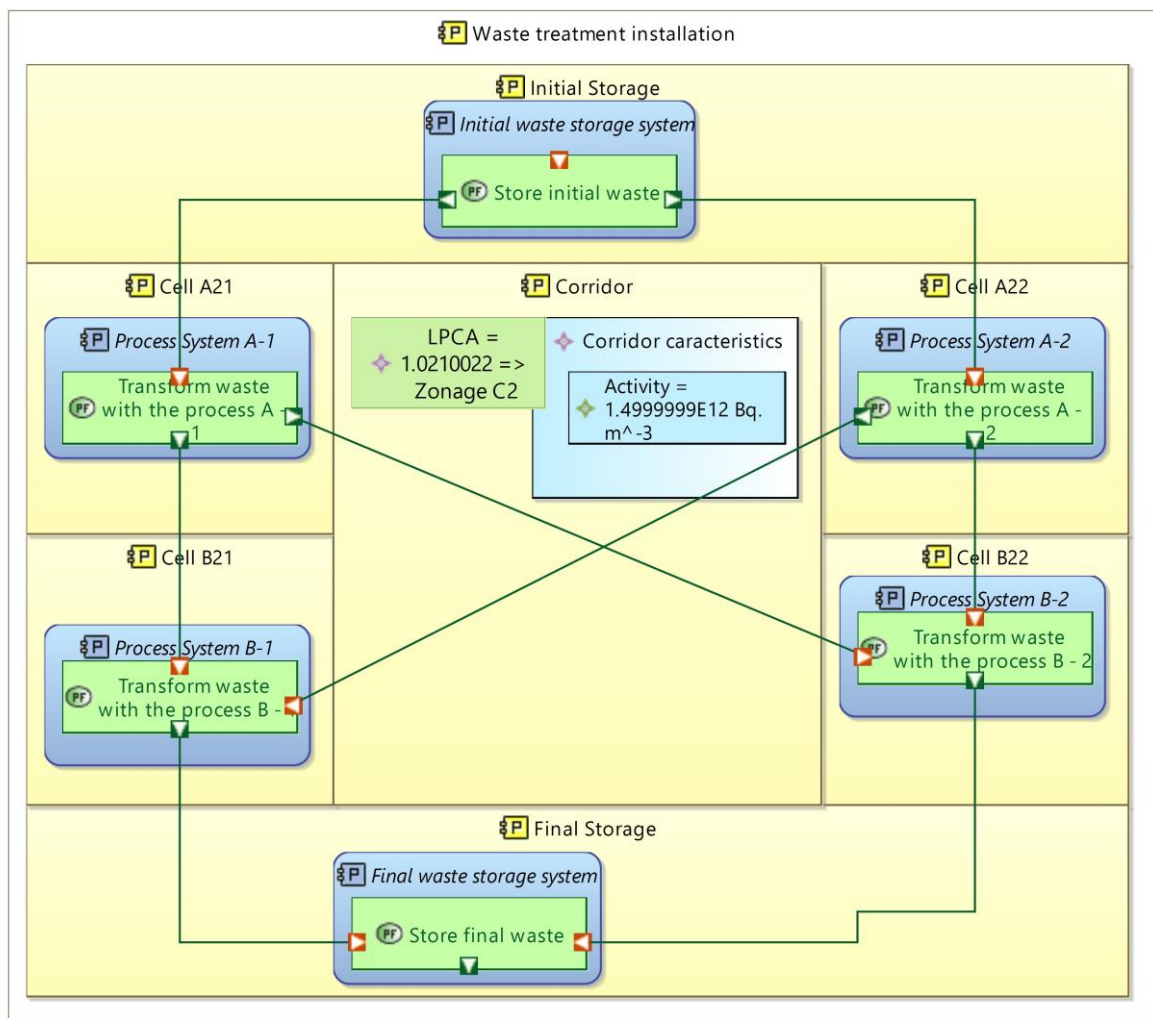 Waste treatment installation
Initial Storage
Initial waste storage system
Store initial waste
Cell A21
Process System A-1
Transform waste
with the process A -
1
Corridor
LPCA =
1.0210022 =>
Zonage C2
Corridor caracteristics
Activity =
1.4999999E12 Bq.
m^-3
Cell A22
Process System A-2
Transform waste
with the process A -
2
Cell B21
Process System B-1
Transform waste
with the process B -
Cell B22
Process System B-2
Transform waste
with the process B - 2
Final Storage
Final waste storage system
Store final waste